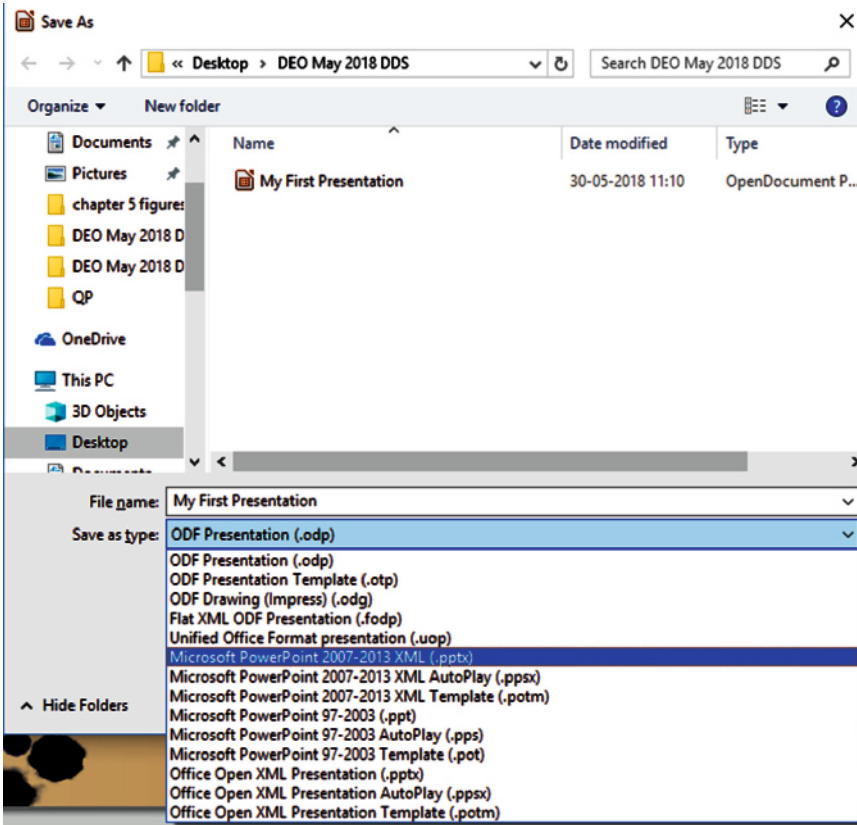 Save As
« Desktop > DEO May 2018 DDS
Search DEO May 2018 DDS
Organize
New folder
?
Documents
Pictures
chapter 5 figures
DEO May 2018 D
DEO May 2018 D
QP
OneDrive
This PC
3D Objects
Desktop
Documents
Name
Date modified
Type
My First Presentation
30-05-2018 11:10
OpenDocument P...
File name: My First Presentation
Save as type: ODF Presentation (.odp)
ODF Presentation (.odp)
ODF Presentation Template (.otp)
ODF Drawing (Impress) (.odg)
Flat XML ODF Presentation (.fodp)
Unified Office Format presentation (.uop)
Microsoft PowerPoint 2007-2013 XML (.pptx)
Microsoft PowerPoint 2007-2013 XML AutoPlay (.ppsx)
Microsoft PowerPoint 2007-2013 XML Template (.potm)
Microsoft PowerPoint 97-2003 (.ppt)
Microsoft PowerPoint 97-2003 AutoPlay (.pps)
Microsoft PowerPoint 97-2003 Template (.pot)
Office Open XML Presentation (.pptx)
Office Open XML Presentation AutoPlay (.ppsx)
Office Open XML Presentation Template (.potm)
Hide Folders